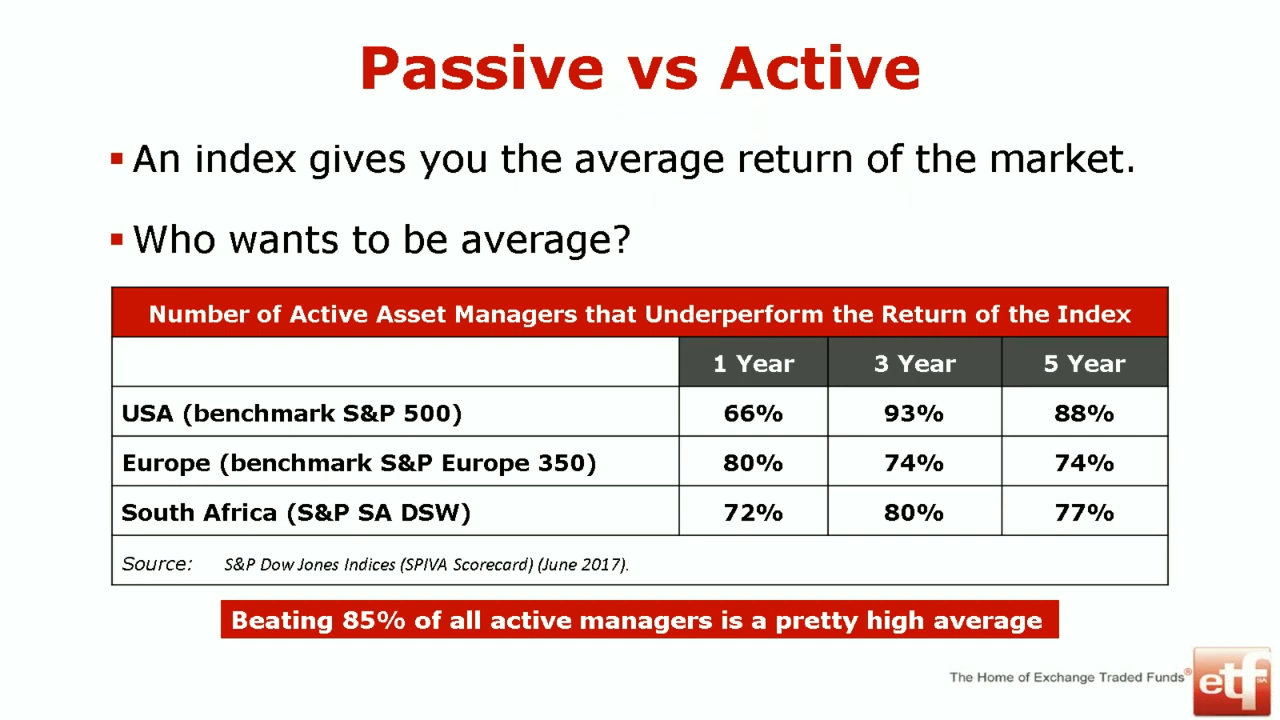 Passive vs Active
▪ An index gives you the average return of the market.
▪ Who wants to be average?
Number of Active Asset Managers that Underperform the Return of the Index
1 Year 3 Year 5 Year
USA (benchmark S&P 500) 66% 93% 88%
Europe (benchmark S&P Europe 350) 80% 74% 74%
South Africa (S&P SA DSW) 72% 80% 77%
Source: S&P Dow Jones Indices (SPIVA Scorecard) (June 2017).
Beating 85% of all active managers is a pretty high average
The Home of Exchange Traded Funds®
etf SA